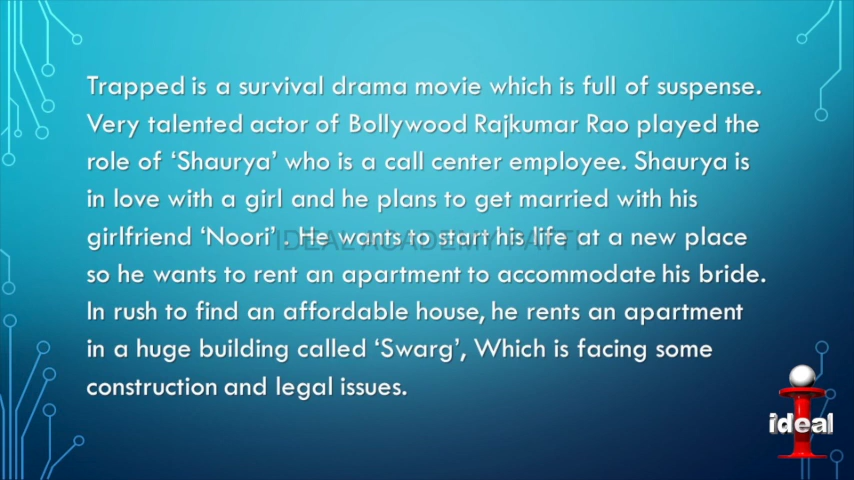 Trapped is a survival drama movie which is full of suspense.
Very talented actor of Bollywood Rajkumar Rao played the
role of ‘Shaurya’ who is a call center employee. Shaurya is
in love with a girl and he plans to get married with his
girlfriend ‘Noori’ . He wants to start his life at a new place
so he wants to rent an apartment to accommodate his bride.
In rush to find an affordable house, he rents an apartment
in a huge building called ‘Swarg’, Which is facing some
construction and legal issues.
IDEAL ACADEMY PATTI
ideal